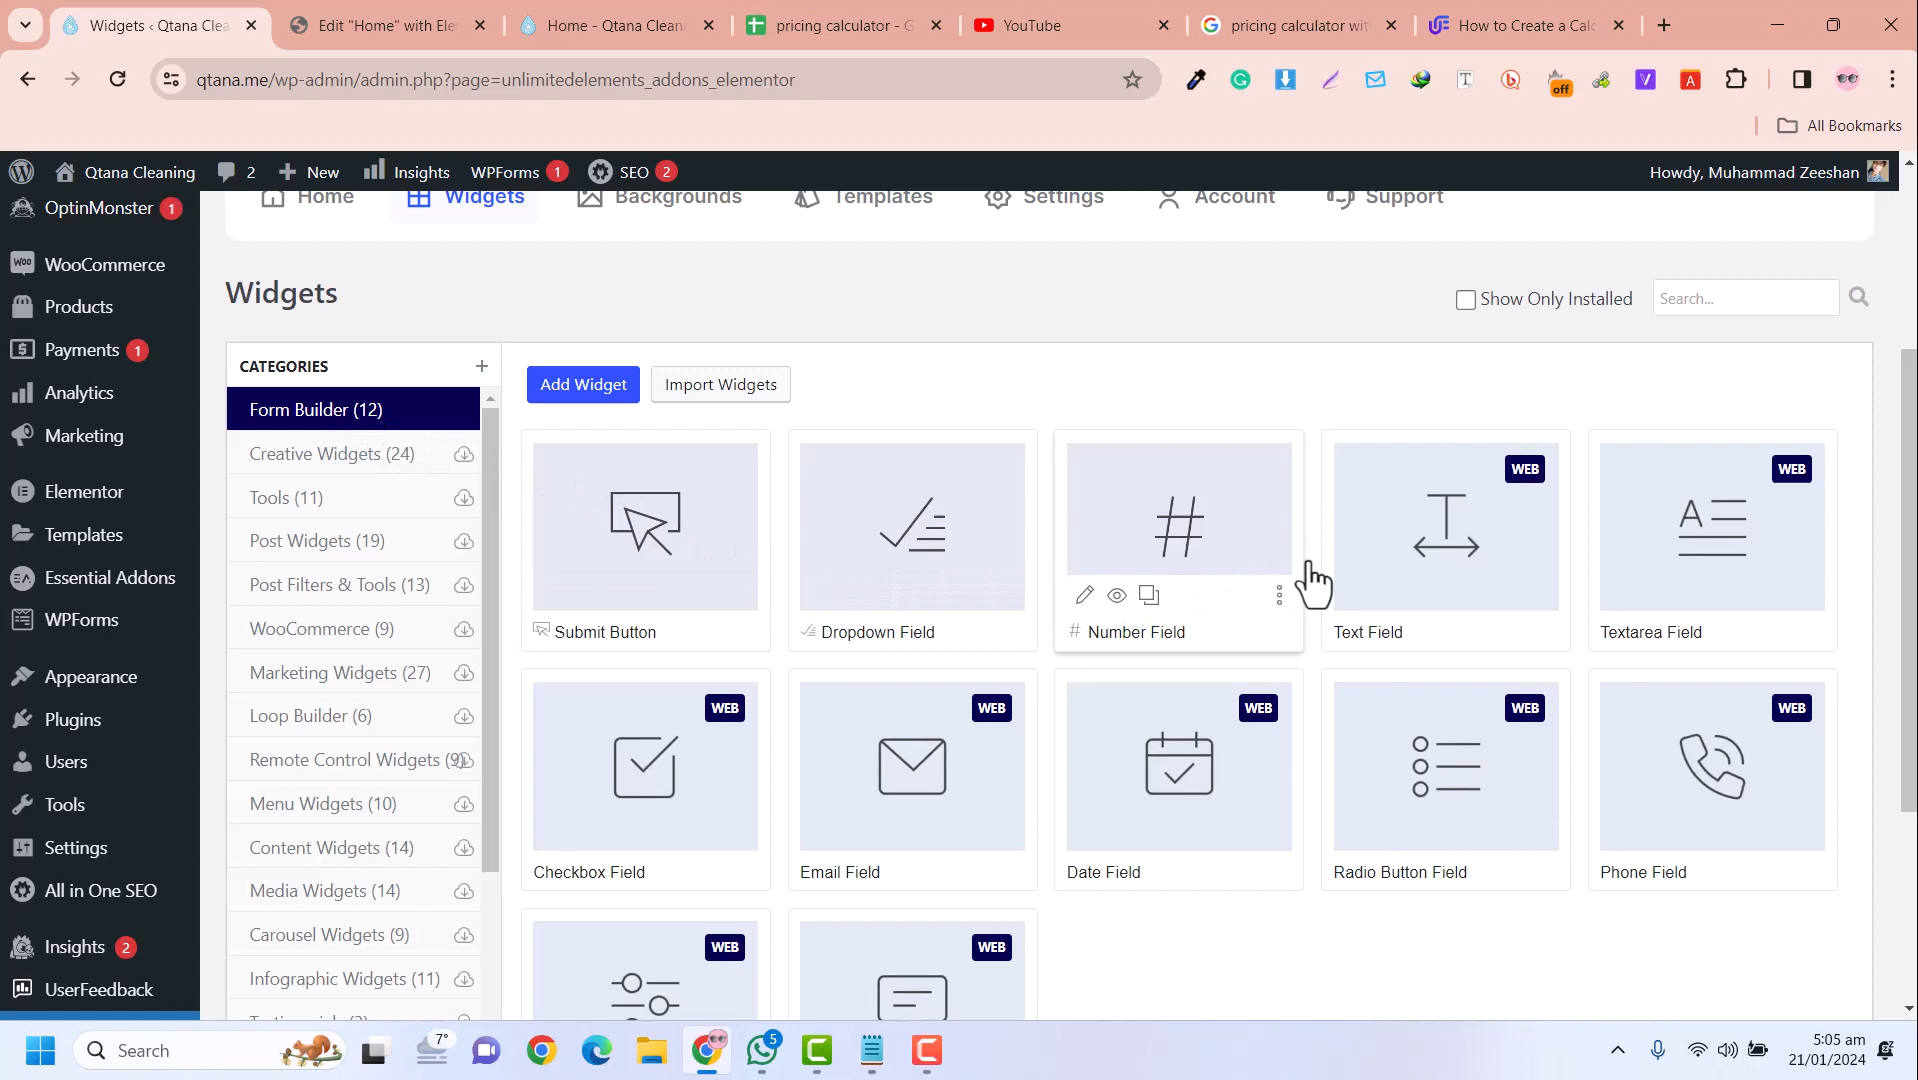 Widgets ‹ Qtana Clea
Edit "Home" with Ele
Home - Qtana Cleani
pricing calculator - G
YouTube
pricing calculator wit
How to Create a Calc
qtana.me/wp-admin/admin.php?page=unlimitedelements_addons_elementor
off
All Bookmarks
Qtana Cleaning
2
New
Insights
WPForms 1
SEO 2
Howdy, Muhammad Zeeshan
Home
Widgets
Backgrounds
Templates
Settings
Account
Support
OptinMonster 1
WooCommerce
Products
Payments 1
Analytics
Marketing
Elementor
Templates
Essential Addons
WPForms
Appearance
Plugins
Users
Tools
Settings
All in One SEO
Insights 2
UserFeedback
Widgets
Show Only Installed
Search...
CATEGORIES
Form Builder (12)
Creative Widgets (24)
Tools (11)
Post Widgets (19)
Post Filters & Tools (13)
WooCommerce (9)
Marketing Widgets (27)
Loop Builder (6)
Remote Control Widgets (9)
Menu Widgets (10)
Content Widgets (14)
Media Widgets (14)
Carousel Widgets (9)
Infographic Widgets (11)
Add Widget
Import Widgets
WEB
WEB
Submit Button
Dropdown Field
Number Field
Text Field
Textarea Field
WEB
WEB
WEB
WEB
WEB
Checkbox Field
Email Field
Date Field
Radio Button Field
Phone Field
WEB
WEB
Search
7°
5
5:05 am
21/01/2024